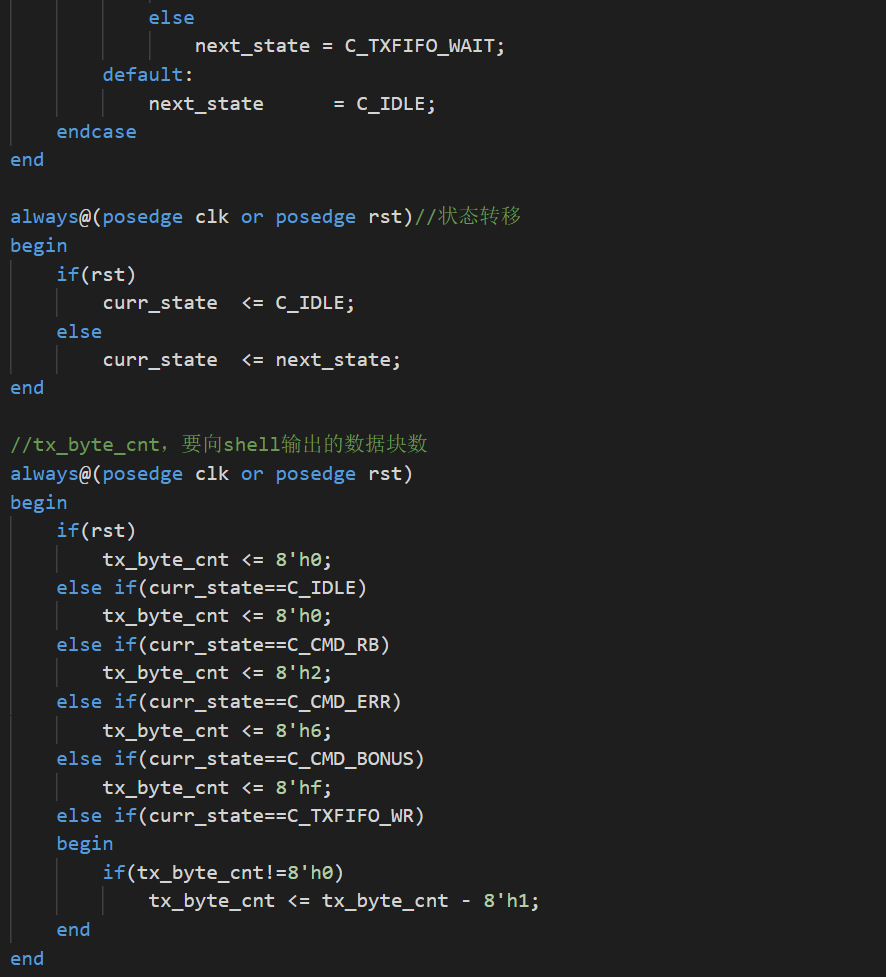 else
next_state = C_TXFIFO_WAIT;
default:
next_state      = C_IDLE;
endcase
end
always@(posedge clk or posedge rst)//状态转移
begin
if(rst)
curr_state  <= C_IDLE;
else
curr_state  <= next_state;
end
//tx_byte_cnt，要向shell输出的数据块数
always@(posedge clk or posedge rst)
begin
if(rst)
tx_byte_cnt <= 8'h0;
else if(curr_state==C_IDLE)
tx_byte_cnt <= 8'h0;
else if(curr_state==C_CMD_RB)
tx_byte_cnt <= 8'h2;
else if(curr_state==C_CMD_ERR)
tx_byte_cnt <= 8'h6;
else if(curr_state==C_CMD_BONUS)
tx_byte_cnt <= 8'hf;
else if(curr_state==C_TXFIFO_WR)
begin
if(tx_byte_cnt!=8'h0)
tx_byte_cnt <= tx_byte_cnt - 8'h1;
end
end